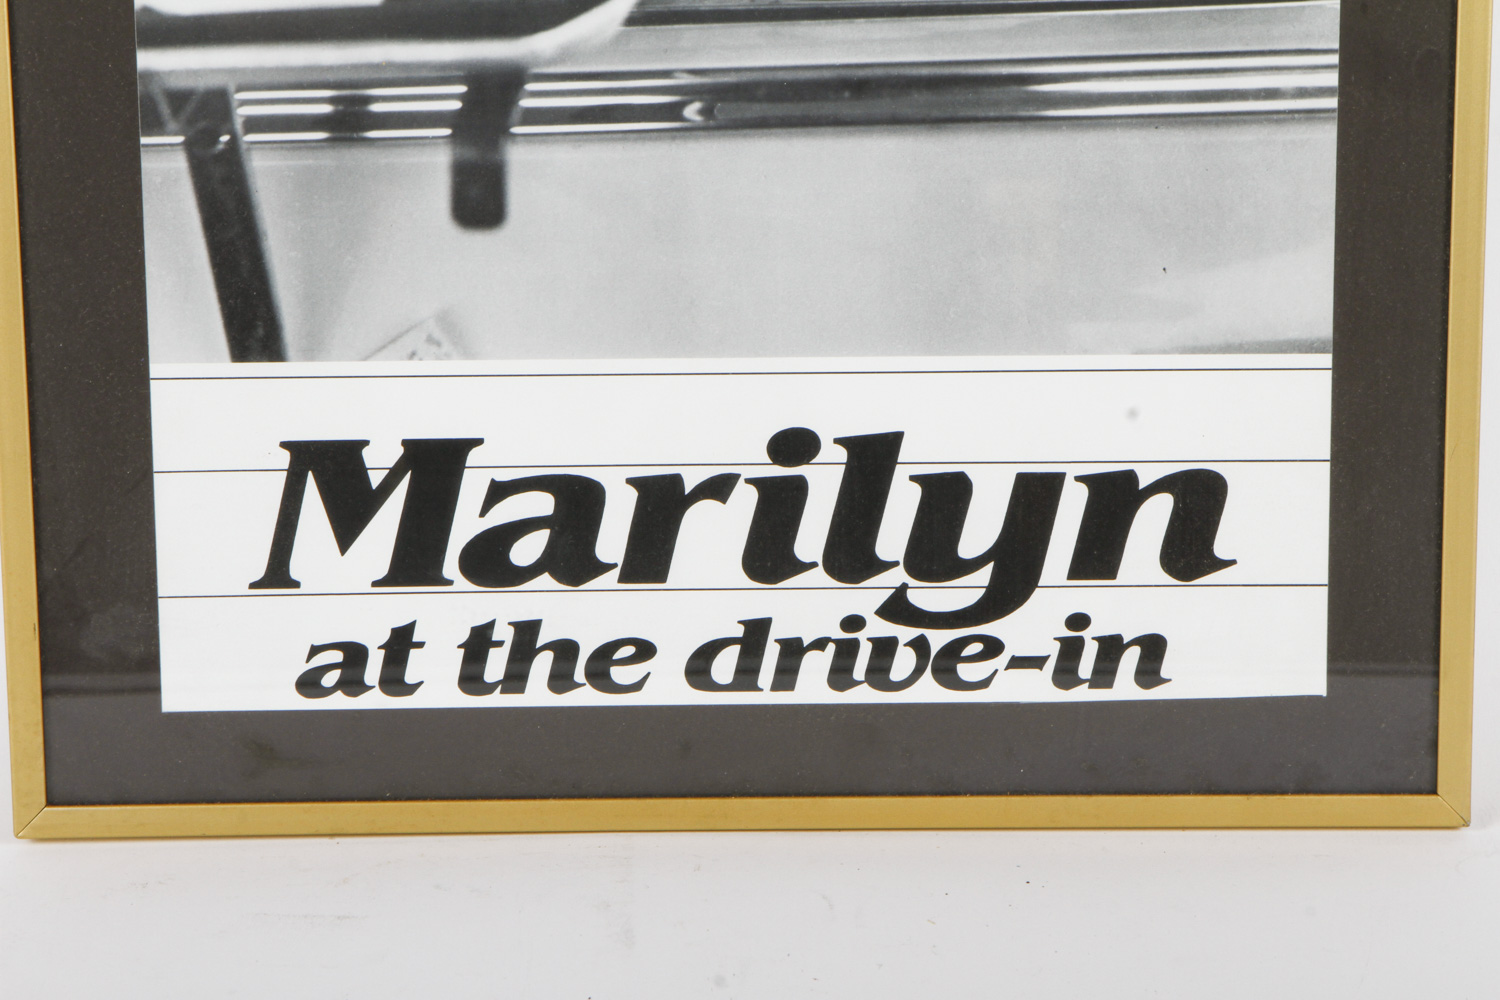 Marilyn
at the drive-in